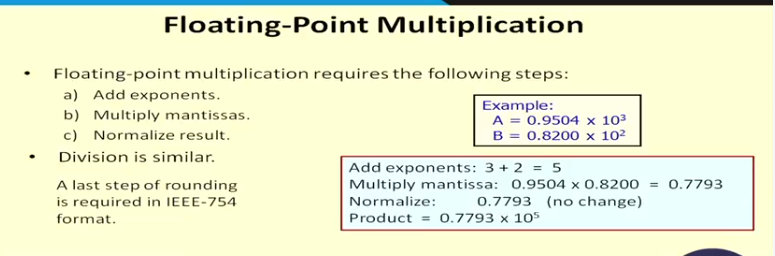 Floating-Point Multiplication
• Floating-point multiplication requires the following steps:
a) Add exponents.
b) Multiply mantissas.
c) Normalize result.
• Division is similar.
A last step of rounding
is required in IEEE-754
format.
Example:
A = 0.9504 x 10³
B = 0.8200 x 10²
Add exponents: 3 + 2 = 5
Multiply mantissa: 0.9504 x 0.8200 = 0.7793
Normalize: 0.7793 (no change)
Product = 0.7793 x 10⁵